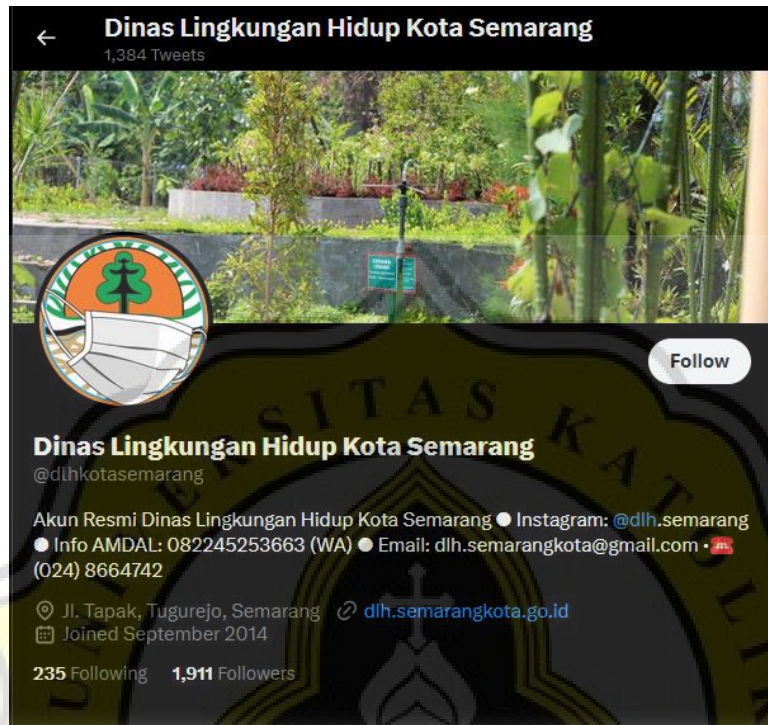 Dinas Lingkungan Hidup Kota Semarang
1,384 Tweets
Follow
Dinas Lingkungan Hidup Kota Semarang
@dlhkotasemarang
Akun Resmi Dinas Lingkungan Hidup Kota Semarang ● Instagram: @dlh.semarang
● Info AMDAL: 082245253663 (WA) ● Email: dlh.semarangkota@gmail.com • ☎️
(024) 8664742
Jl. Tapak, Tugurejo, Semarang dlh.semarangkota.go.id
Joined September 2014
235 Following 1,911 Followers
UNIVERSITAS KATOLIK